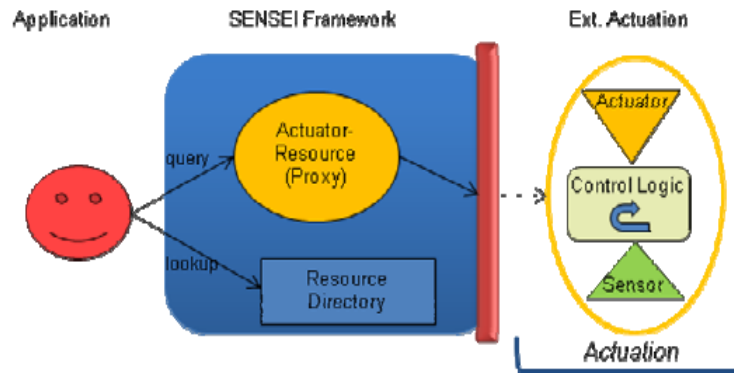 Application
SENSEI Framework
Ext. Actuation
Actuator-
Resource
(Proxy)
query
lookup
Resource
Directory
Actuator
Control Logic
Sensor
Actuation